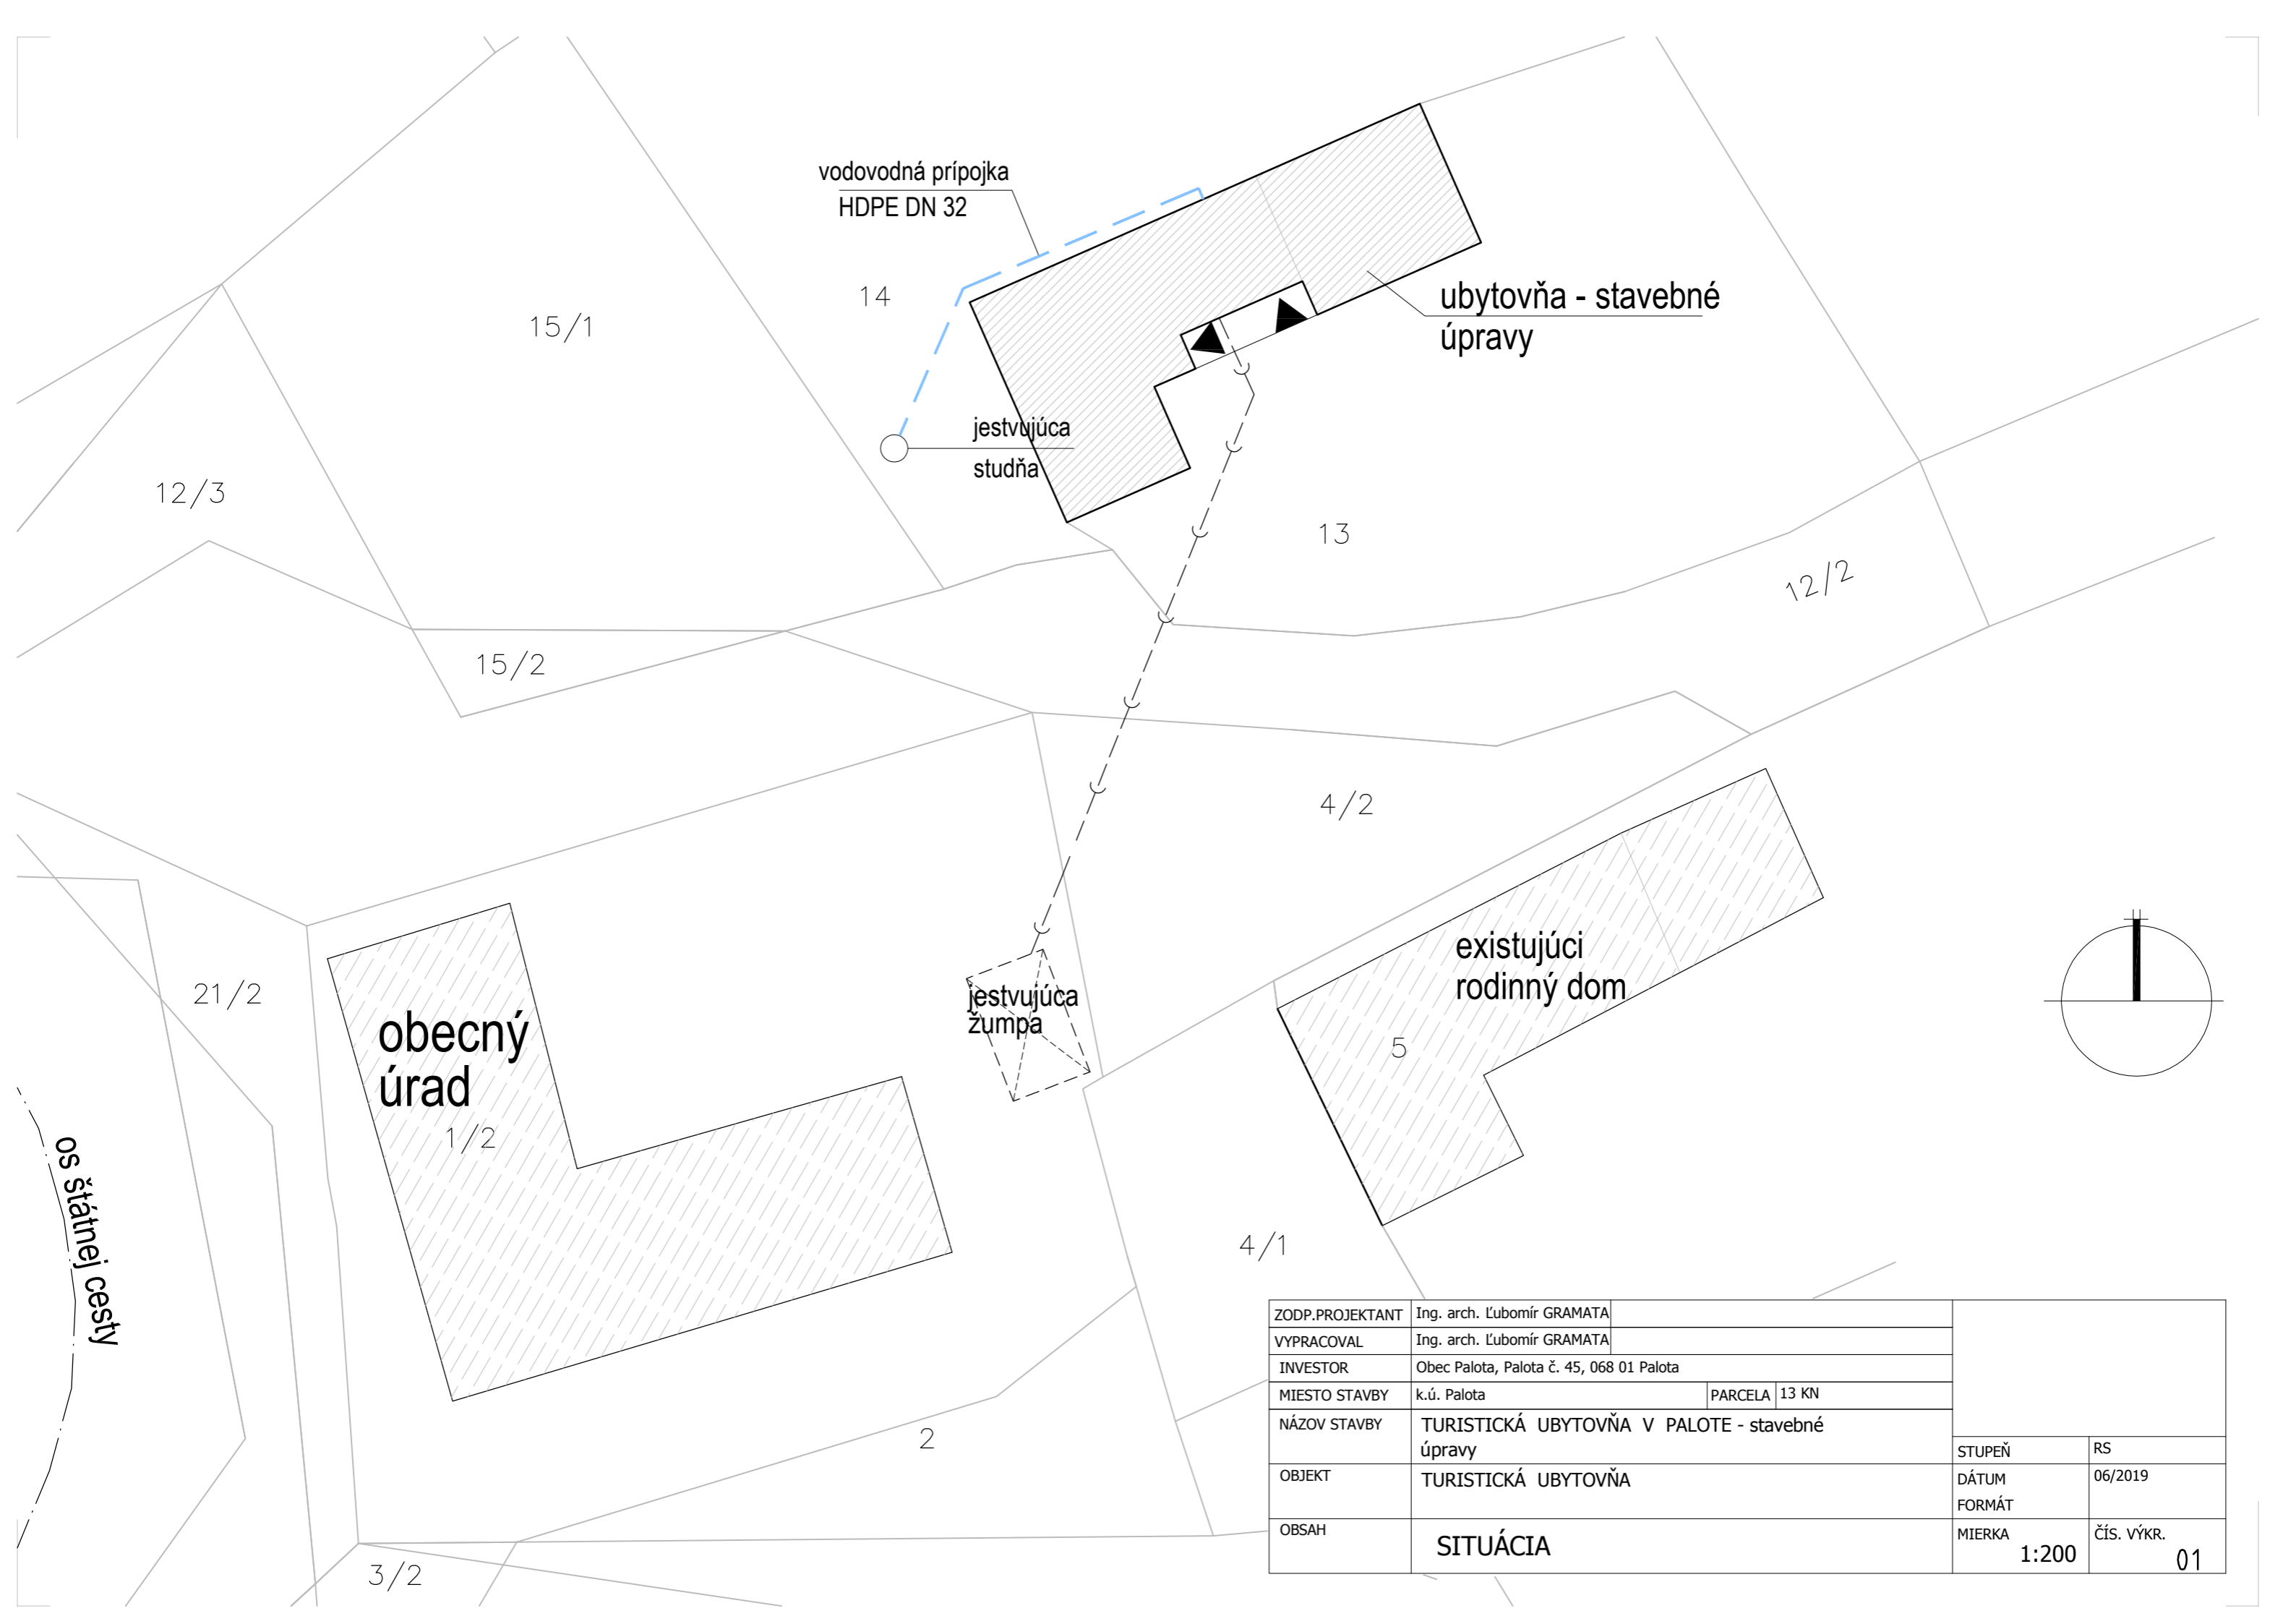 vodovodná prípojka
HDPE DN 32
14
15/1
ubytovňa - stavebné
úpravy
jestvujúca
studňa
12/3
13
12/2
15/2
4/2
existujúci
rodinný dom
5
21/2
jestvujúca
žumpa
obecný
úrad
1/2
os štátnej cesty
4/1
2
3/2
ZODP.PROJEKTANT Ing. arch. Ľubomír GRAMATA
VYPRACOVAL Ing. arch. Ľubomír GRAMATA
INVESTOR Obec Palota, Palota č. 45, 068 01 Palota
MIESTO STAVBY k.ú. Palota PARCELA 13 KN
NÁZOV STAVBY TURISTICKÁ UBYTOVŇA V PALOTE - stavebné
úpravy
STUPEŇ RS
OBJEKT TURISTICKÁ UBYTOVŇA
DÁTUM 06/2019
FORMÁT
OBSAH SITUÁCIA
MIERKA 1:200
ČÍS. VÝKR. 01